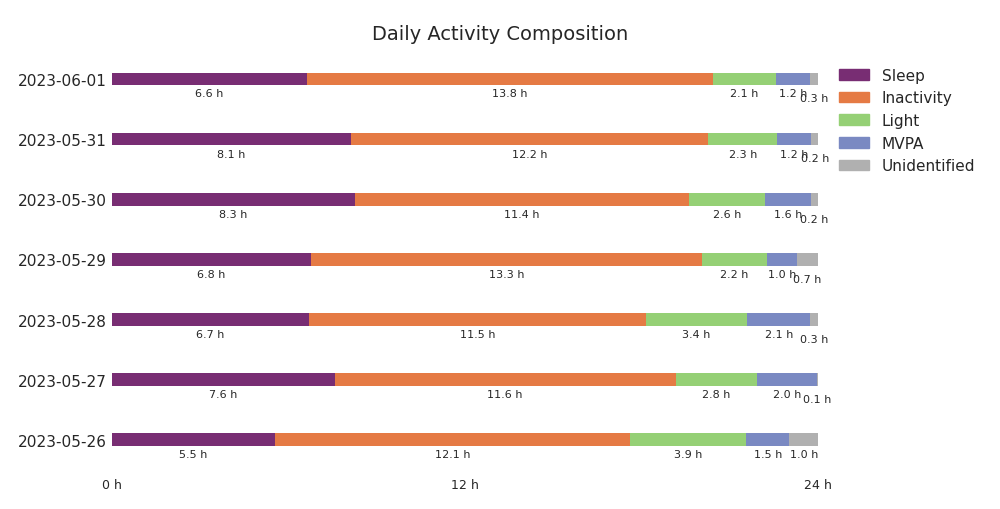 Daily Activity Composition
2023-06-01
6.6 h 13.8 h 2.1 h 1.2 h 0.3 h
2023-05-31
8.1 h 12.2 h 2.3 h 1.2 h 0.2 h
2023-05-30
8.3 h 11.4 h 2.6 h 1.6 h 0.2 h
2023-05-29
6.8 h 13.3 h 2.2 h 1.0 h 0.7 h
2023-05-28
6.7 h 11.5 h 3.4 h 2.1 h 0.3 h
2023-05-27
7.6 h 11.6 h 2.8 h 2.0 h 0.1 h
2023-05-26
5.5 h 12.1 h 3.9 h 1.5 h 1.0 h
0 h 12 h 24 h
Sleep
Inactivity
Light
MVPA
Unidentified